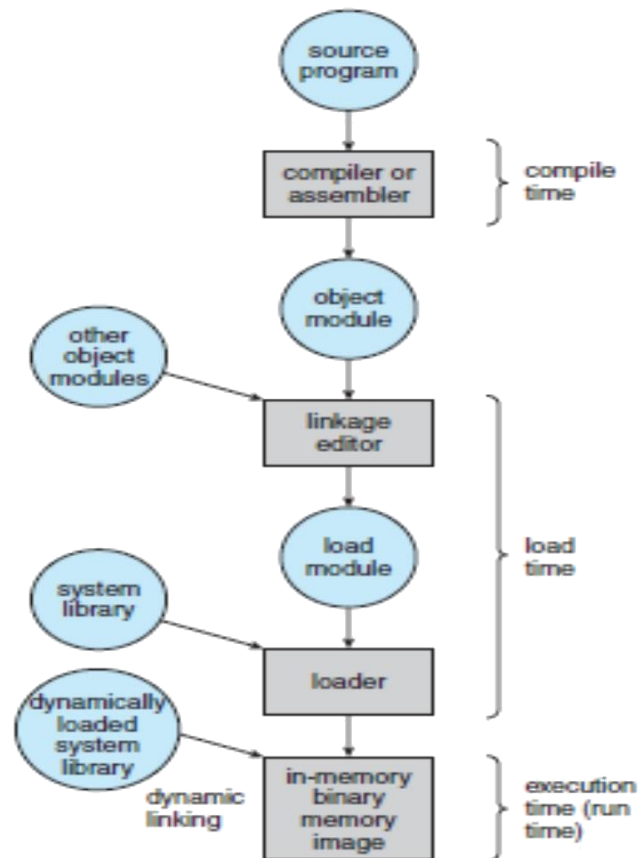 source
program
compiler or
assembler
compile
time
object
module
other
object
modules
linkage
editor
load
module
load
time
system
library
loader
dynamically
loaded
system
library
dynamic
linking
in-memory
binary
memory
image
execution
time (run
time)